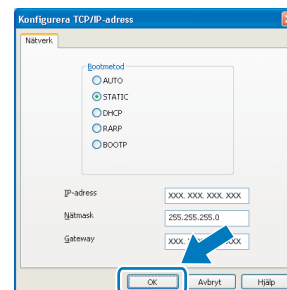 Konfigurera TCP/IP-adress
Nätverk
Bootmetod
AUTO
STATIC
DHCP
RARP
BOOTP
IP-adress XXX. XXX. XXX. XXX
Nätmask 255.255.255.0
Gateway XXX.
OK Avbryt Hjälp